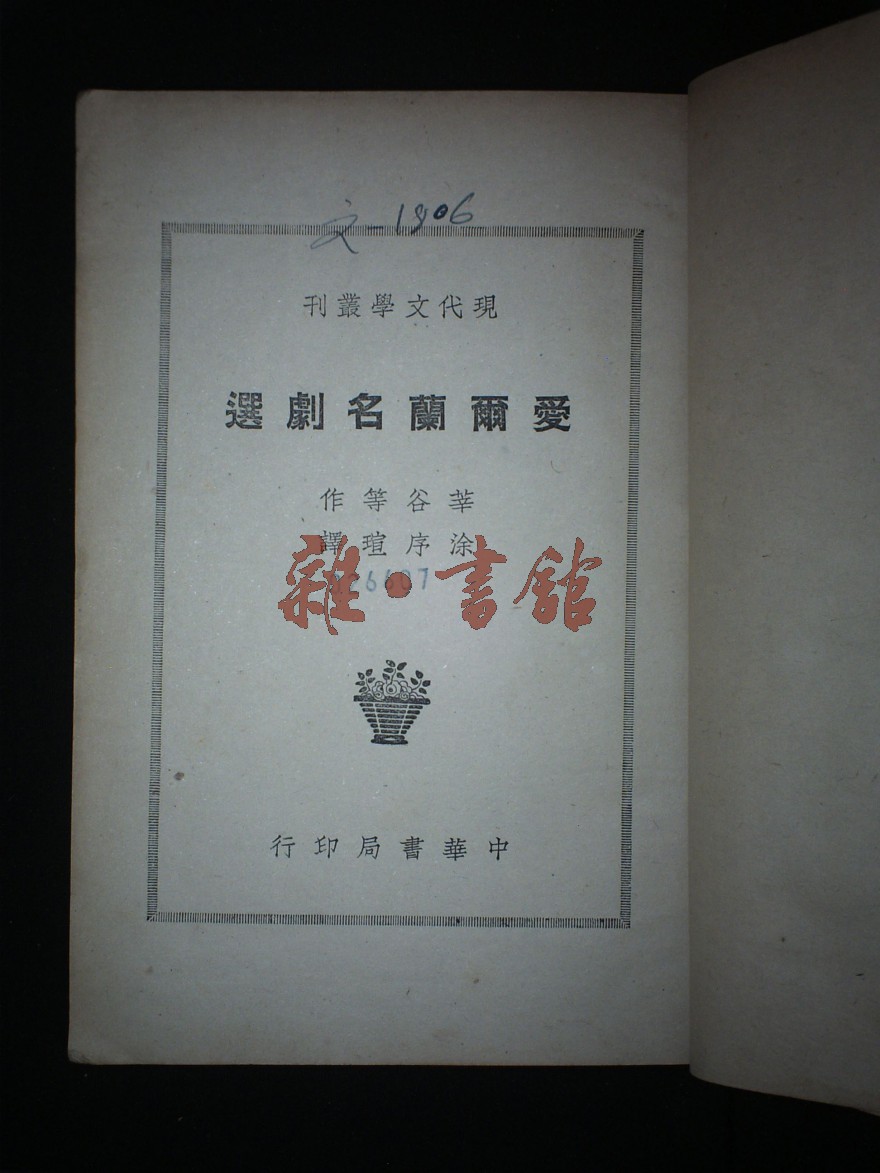 文-1906
現代文學叢刊
愛爾蘭名劇選
莘谷等作
涂序瑄譯
026607
雜·書館
中華書局印行